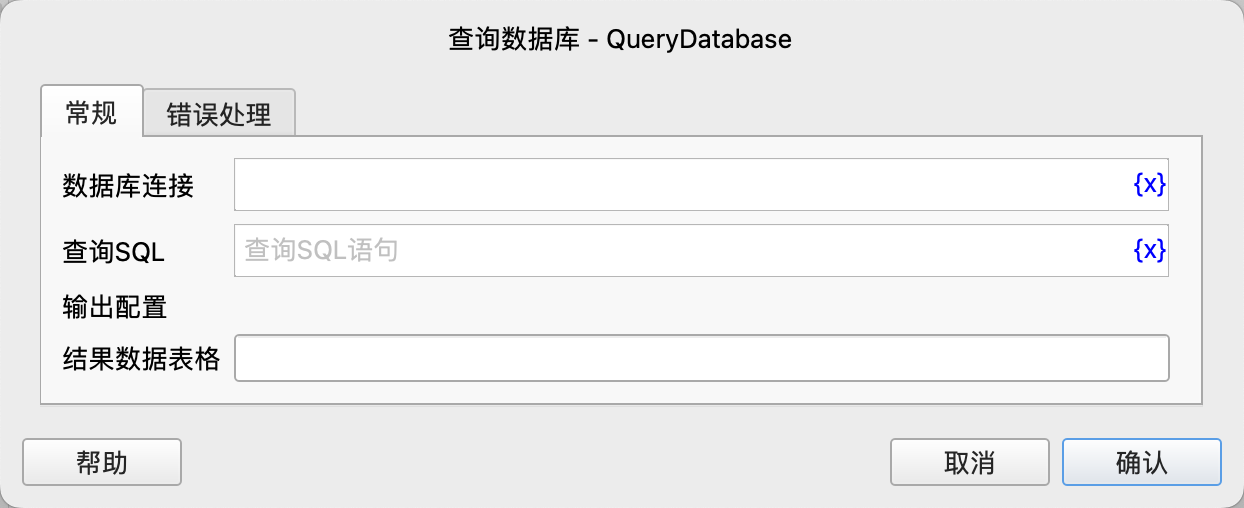 查询数据库 - QueryDatabase
常规 错误处理
数据库连接 {x}
查询SQL 查询SQL语句 {x}
输出配置
结果数据表格
帮助 取消 确认